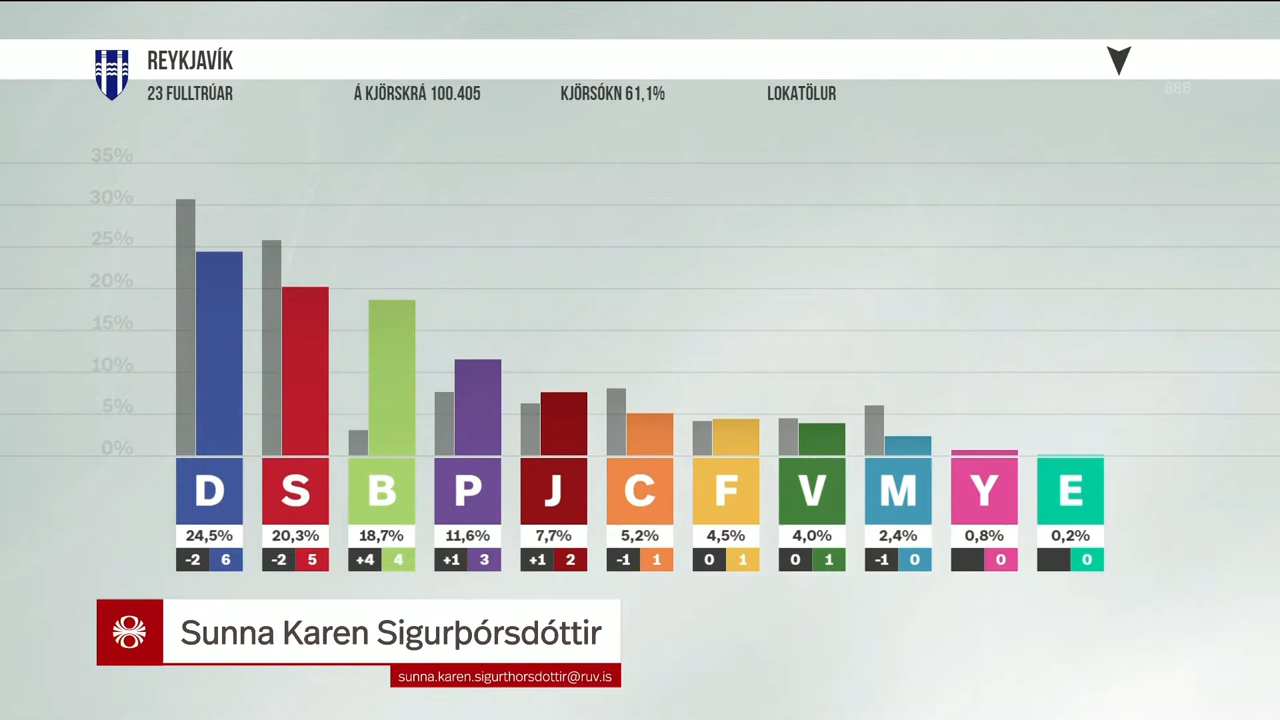 REYKJAVÍK
23 FULLTRÚAR Á KJÖRSKRÁ 100.405 KJÖRSÓKN 61,1% LOKATÖLUR
888
35%
30%
25%
20%
15%
10%
5%
0%
D S B P J C F V M Y E
24,5% 20,3% 18,7% 11,6% 7,7% 5,2% 4,5% 4,0% 2,4% 0,8% 0,2%
-2 6 -2 5 +4 4 +1 3 +1 2 -1 1 0 1 0 1 -1 0 0 0
Sunna Karen Sigurþórsdóttir
sunna.karen.sigurthorsdottir@ruv.is